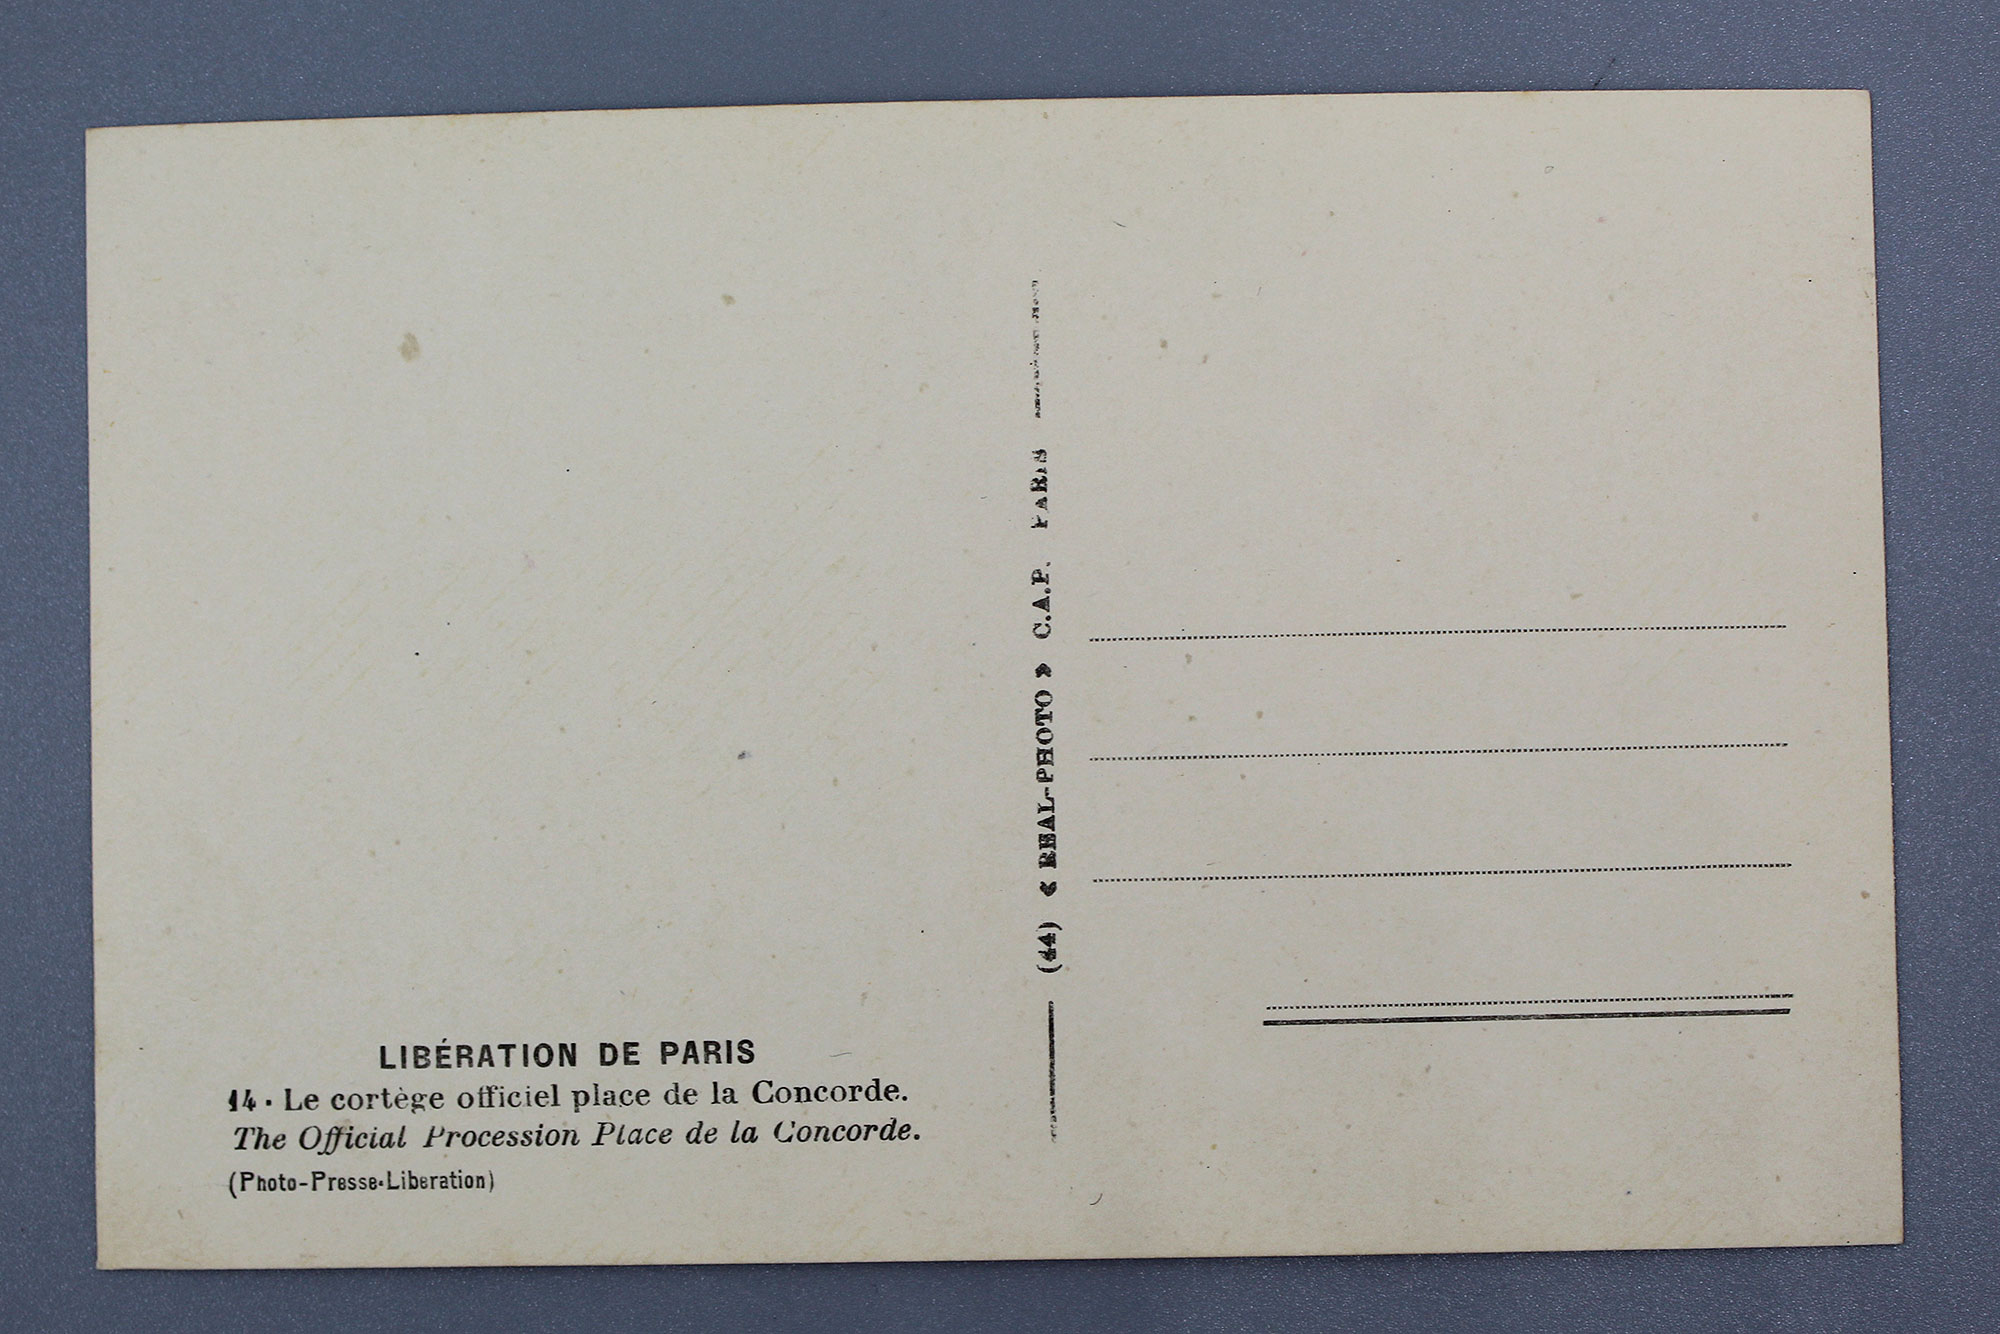 LIBÉRATION DE PARIS
14. Le cortège officiel place de la Concorde.
The Official Procession Place de la Concorde.
(Photo-Presse-Liberation)
(44) « REAL-PHOTO » C.A.P. PARIS